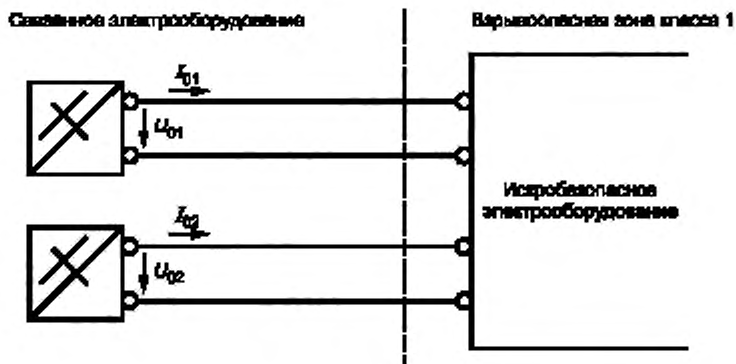 Связанное электрооборудование
Взрывоопасная зона класса 1
I01
U01
Искробезопасное
электрооборудование
I02
U02